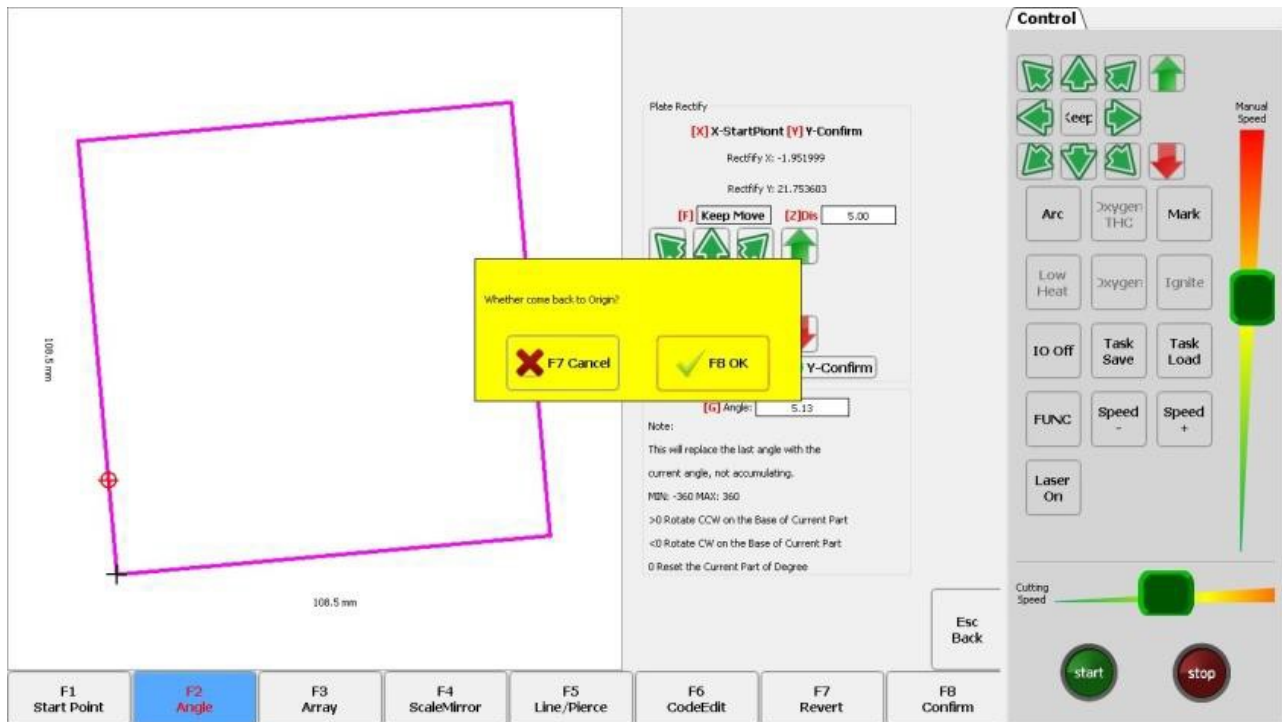 108.5 mm
108.5 mm
Plate Rectify
[X] X-StartPiont [Y] Y-Confirm
Rectfify X: -1.951999
Rectfify Y: 21.753603
[F] Keep Move [Z]Dis 5.00
Whether come back to Origin?
F7 Cancel
F8 OK
Y-Confirm
[G] Angle: 5.13
Note:
This will replace the last angle with the
current angle, not accumulating.
MIN: -360 MAX: 360
>0 Rotate CCW on the Base of Current Part
<0 Rotate CW on the Base of Current Part
0 Reset the Current Part of Degree
Esc
Back
F1
Start Point
F2
Angle
F3
Array
F4
ScaleMirror
F5
Line/Pierce
F6
CodeEdit
F7
Revert
F8
Confirm
Control
Manual
Speed
Arc
THC
Mark
Low
Heat
Ignite
IO Off
Task
Save
Task
Load
FUNC
Speed
-
Speed
+
Laser
On
Cutting
Speed
start
stop